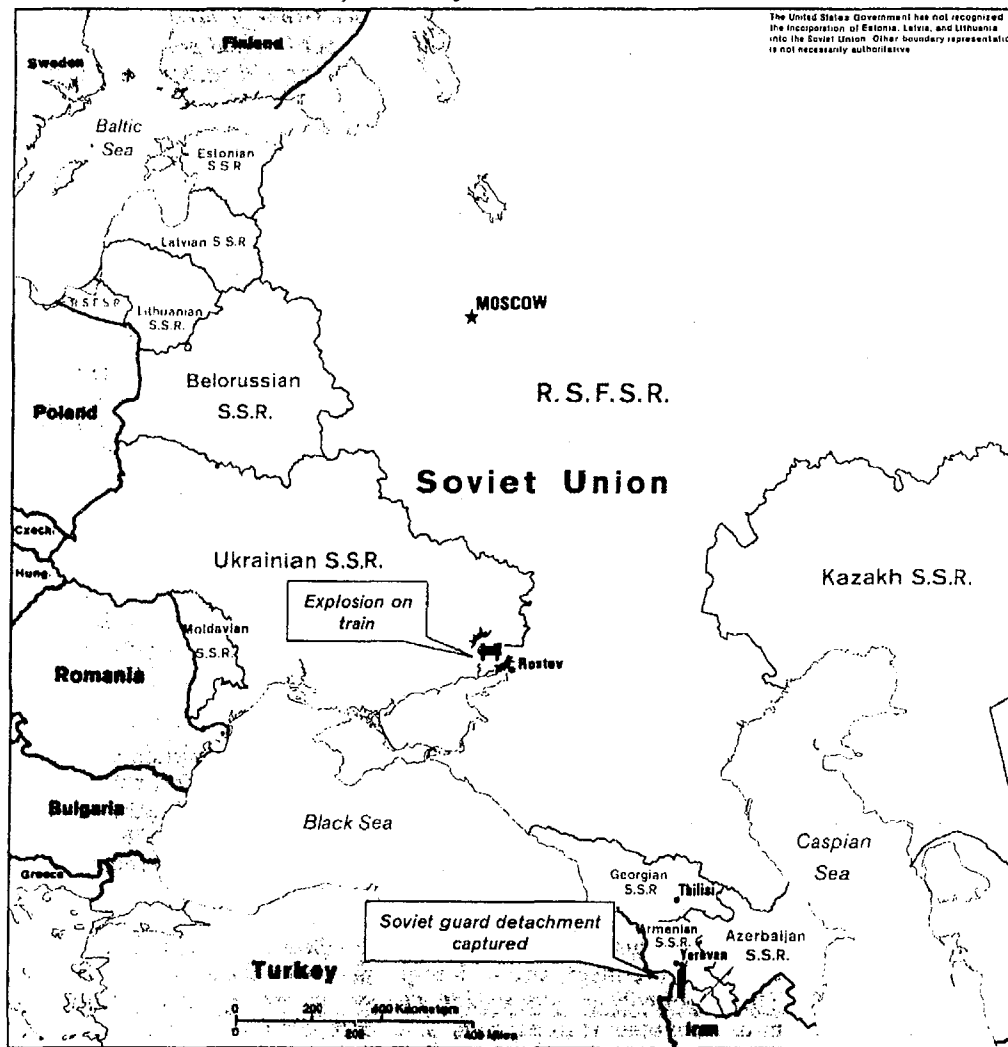 The United States Government has not recognized
the incorporation of Estonia, Latvia, and Lithuania
into the Soviet Union. Other boundary representation
is not necessarily authoritative
Finland
Sweden
Baltic
Sea
Estonian
S.S.R
Latvian S.S.R
R.S.F.S.R
Lithuanian
S.S.R.
MOSCOW
Belorussian
S.S.R.
R.S.F.S.R.
Poland
Soviet Union
Czech.
Hung.
Ukrainian S.S.R.
Kazakh S.S.R.
Explosion on
train
Moldavian
S.S.R.
Rostov
Romania
Bulgaria
Black Sea
Caspian
Sea
Greece
Georgian
S.S.R
Tbilisi
Soviet guard detachment
captured
Armenian
S.S.R.
Azerbaijan
S.S.R.
Yerevan
Turkey
Iran
0 200 400 Kilometers
0 200 400 Miles